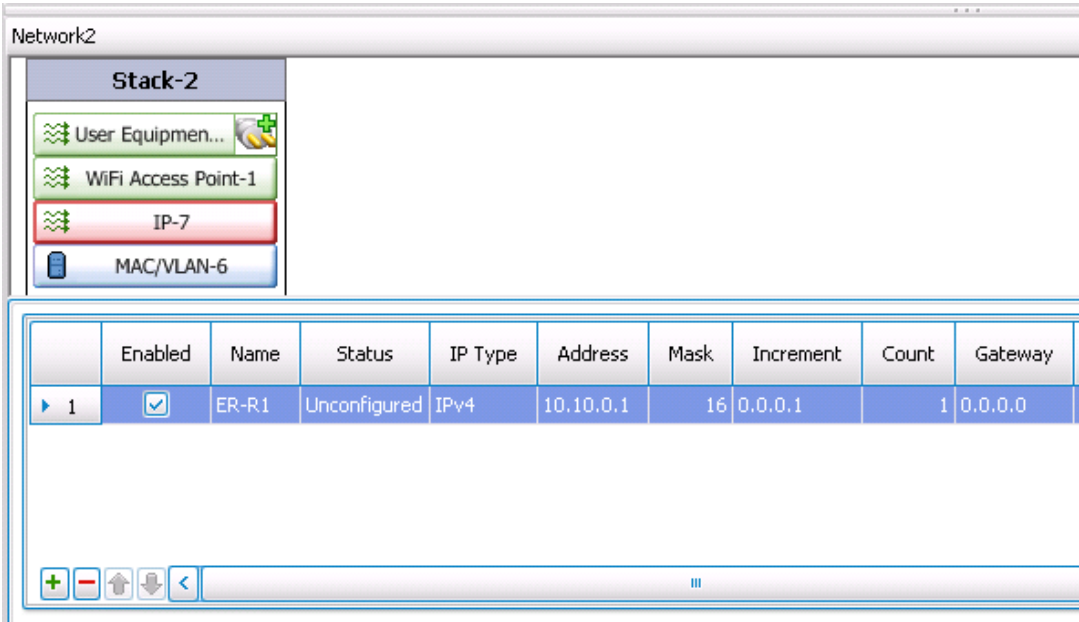 Network2
Stack-2
User Equipmen...
WiFi Access Point-1
IP-7
MAC/VLAN-6
Enabled Name Status IP Type Address Mask Increment Count Gateway
1 ER-R1 Unconfigured IPv4 10.10.0.1 16 0.0.0.1 1 0.0.0.0